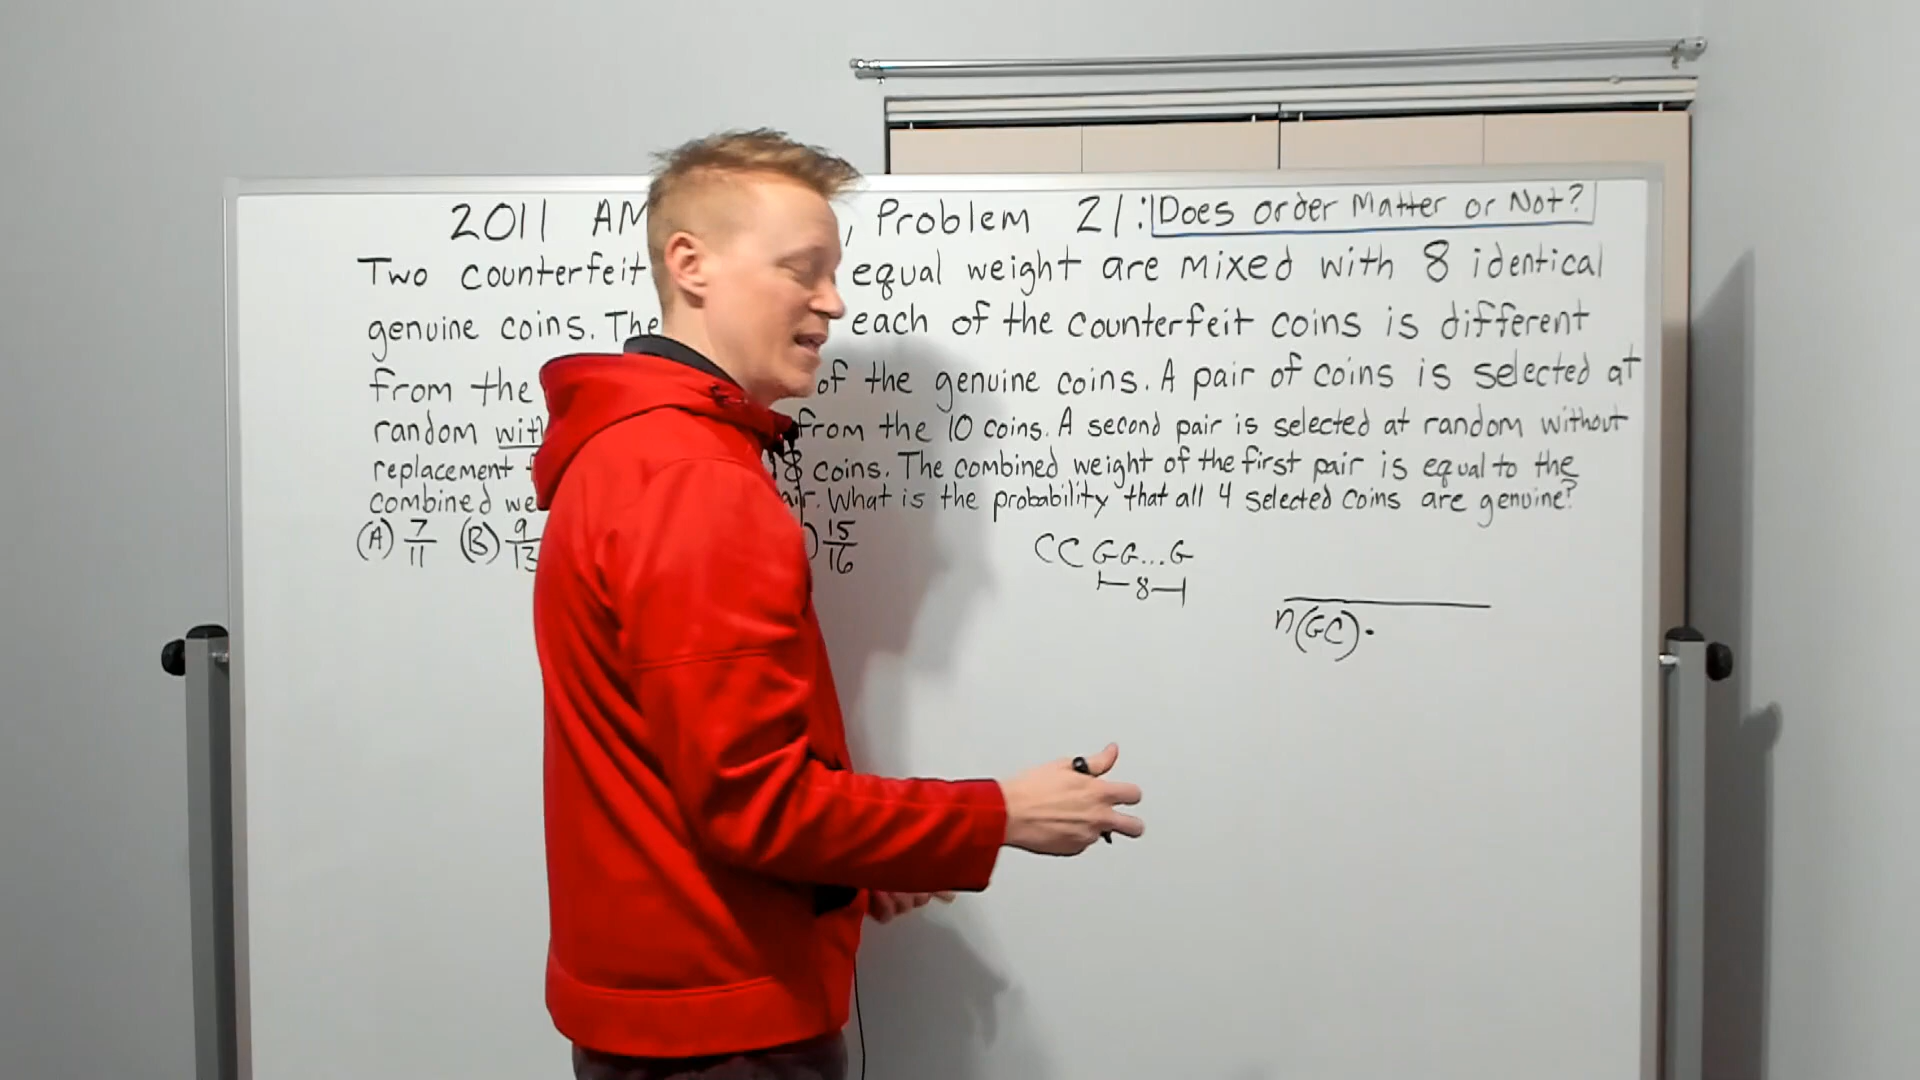 2011 AM , Problem 21: Does order Matter or Not?
Two counterfeit equal weight are mixed with 8 identical
genuine coins. The each of the counterfeit coins is different
from the of the genuine coins. A pair of coins is selected at
random from the 10 coins. A second pair is selected at random without
replacement 8 coins. The combined weight of the first pair is equal to the
combined we air. What is the probability that all 4 selected coins are genuine?
(A) 7/11 (B) 9/13 ) 15/16
CCGG...G
8
n(GC)·